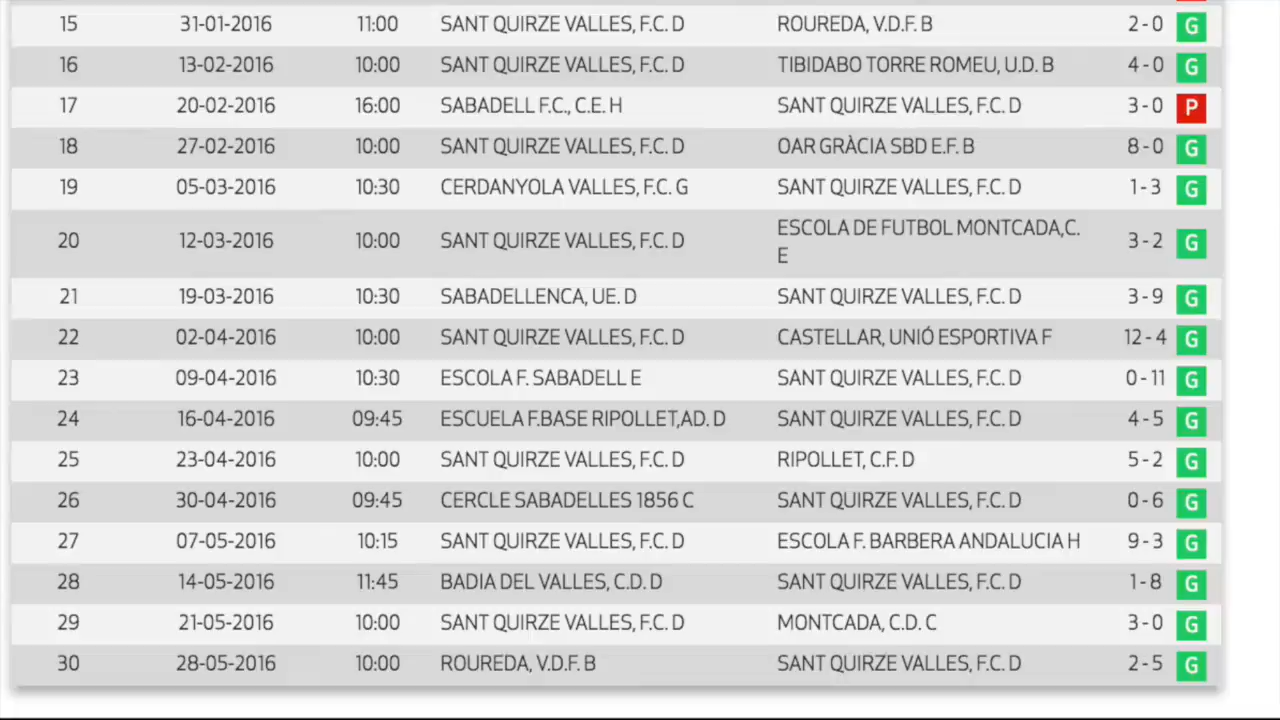 15 31-01-2016 11:00 SANT QUIRZE VALLES, F.C. D ROUREDA, V.D.F. B 2 - 0 G
16 13-02-2016 10:00 SANT QUIRZE VALLES, F.C. D TIBIDABO TORRE ROMEU, U.D. B 4 - 0 G
17 20-02-2016 16:00 SABADELL F.C., C.E. H SANT QUIRZE VALLES, F.C. D 3 - 0 P
18 27-02-2016 10:00 SANT QUIRZE VALLES, F.C. D OAR GRÀCIA SBD E.F. B 8 - 0 G
19 05-03-2016 10:30 CERDANYOLA VALLES, F.C. G SANT QUIRZE VALLES, F.C. D 1 - 3 G
20 12-03-2016 10:00 SANT QUIRZE VALLES, F.C. D ESCOLA DE FUTBOL MONTCADA,C. 3 - 2 G
E
21 19-03-2016 10:30 SABADELLENCA, UE. D SANT QUIRZE VALLES, F.C. D 3 - 9 G
22 02-04-2016 10:00 SANT QUIRZE VALLES, F.C. D CASTELLAR, UNIÓ ESPORTIVA F 12 - 4 G
23 09-04-2016 10:30 ESCOLA F. SABADELL E SANT QUIRZE VALLES, F.C. D 0 - 11 G
24 16-04-2016 09:45 ESCUELA F.BASE RIPOLLET,AD. D SANT QUIRZE VALLES, F.C. D 4 - 5 G
25 23-04-2016 10:00 SANT QUIRZE VALLES, F.C. D RIPOLLET, C.F. D 5 - 2 G
26 30-04-2016 09:45 CERCLE SABADELLES 1856 C SANT QUIRZE VALLES, F.C. D 0 - 6 G
27 07-05-2016 10:15 SANT QUIRZE VALLES, F.C. D ESCOLA F. BARBERA ANDALUCIA H 9 - 3 G
28 14-05-2016 11:45 BADIA DEL VALLES, C.D. D SANT QUIRZE VALLES, F.C. D 1 - 8 G
29 21-05-2016 10:00 SANT QUIRZE VALLES, F.C. D MONTCADA, C.D. C 3 - 0 G
30 28-05-2016 10:00 ROUREDA, V.D.F. B SANT QUIRZE VALLES, F.C. D 2 - 5 G